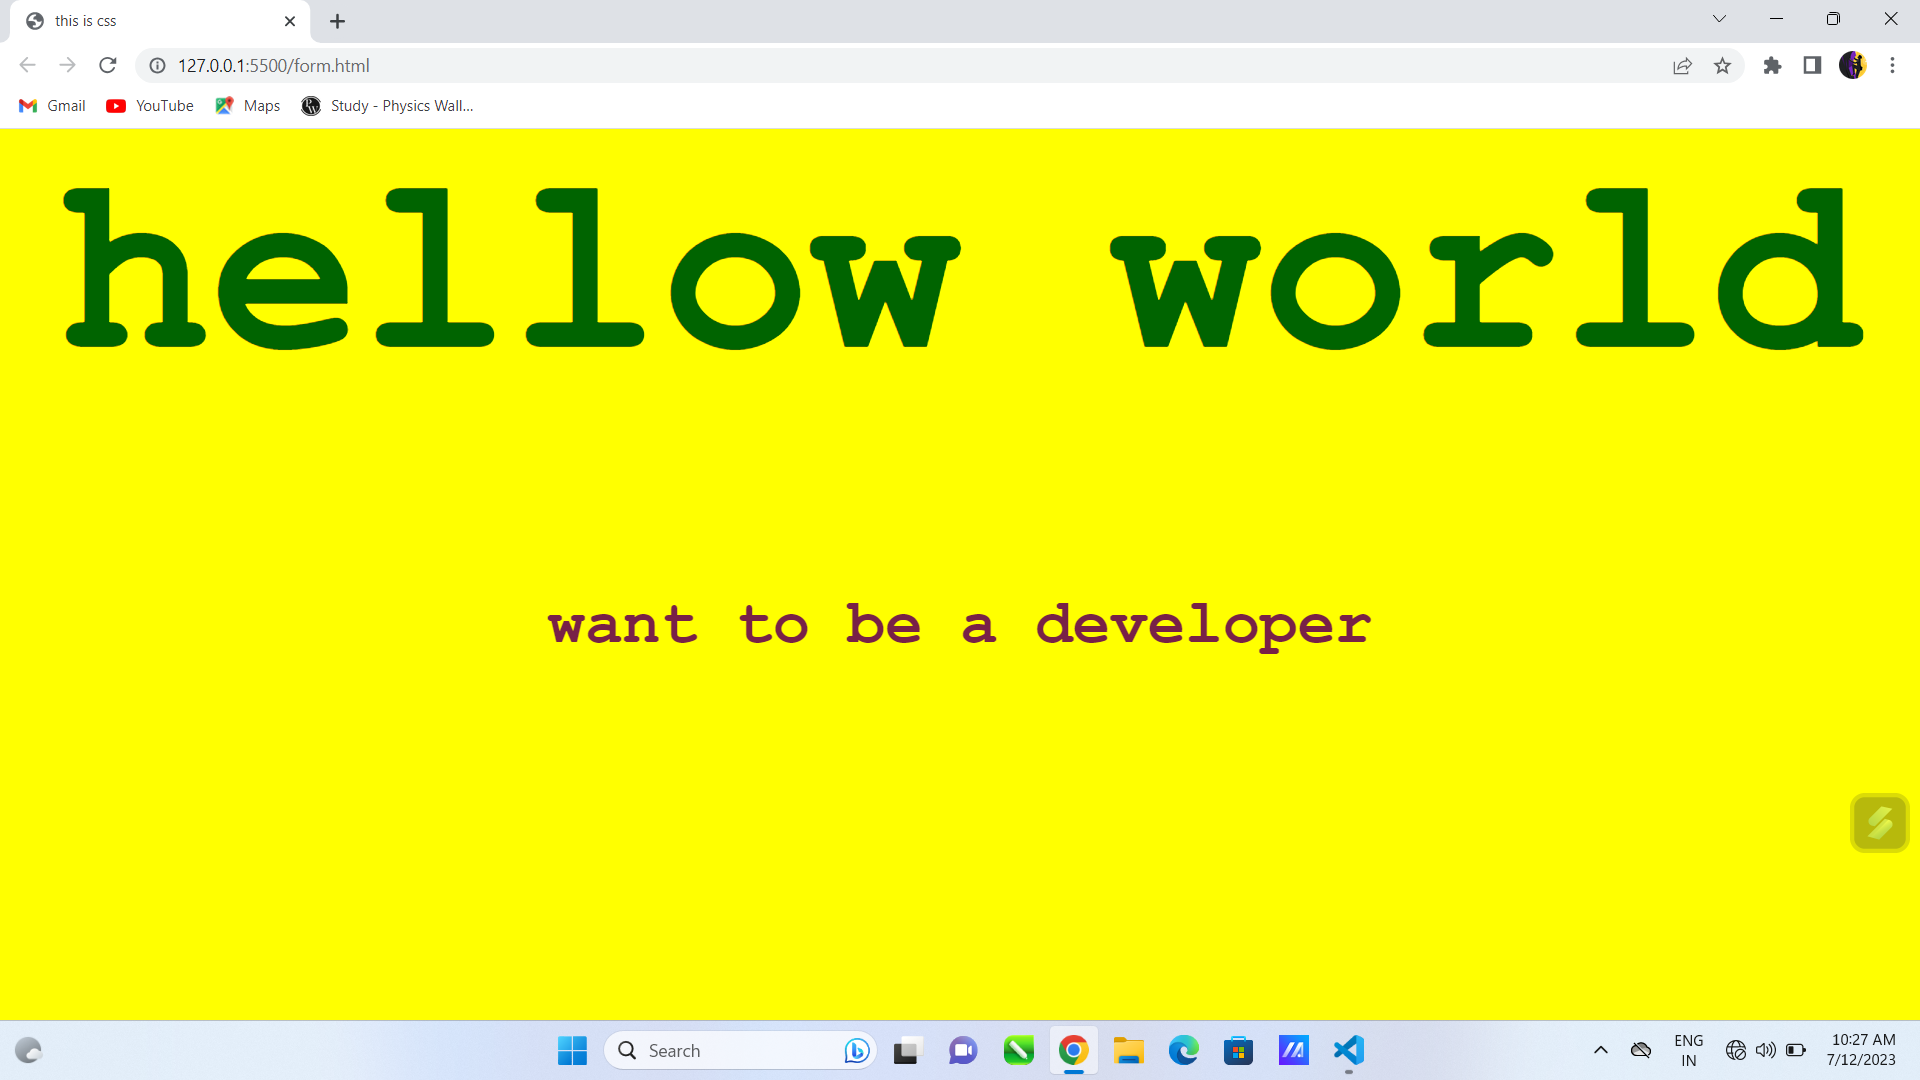 this is css
127.0.0.1:5500/form.html
Gmail YouTube Maps Study - Physics Wall...
hellow world
want to be a developer
Search
ENG
IN
10:27 AM
7/12/2023